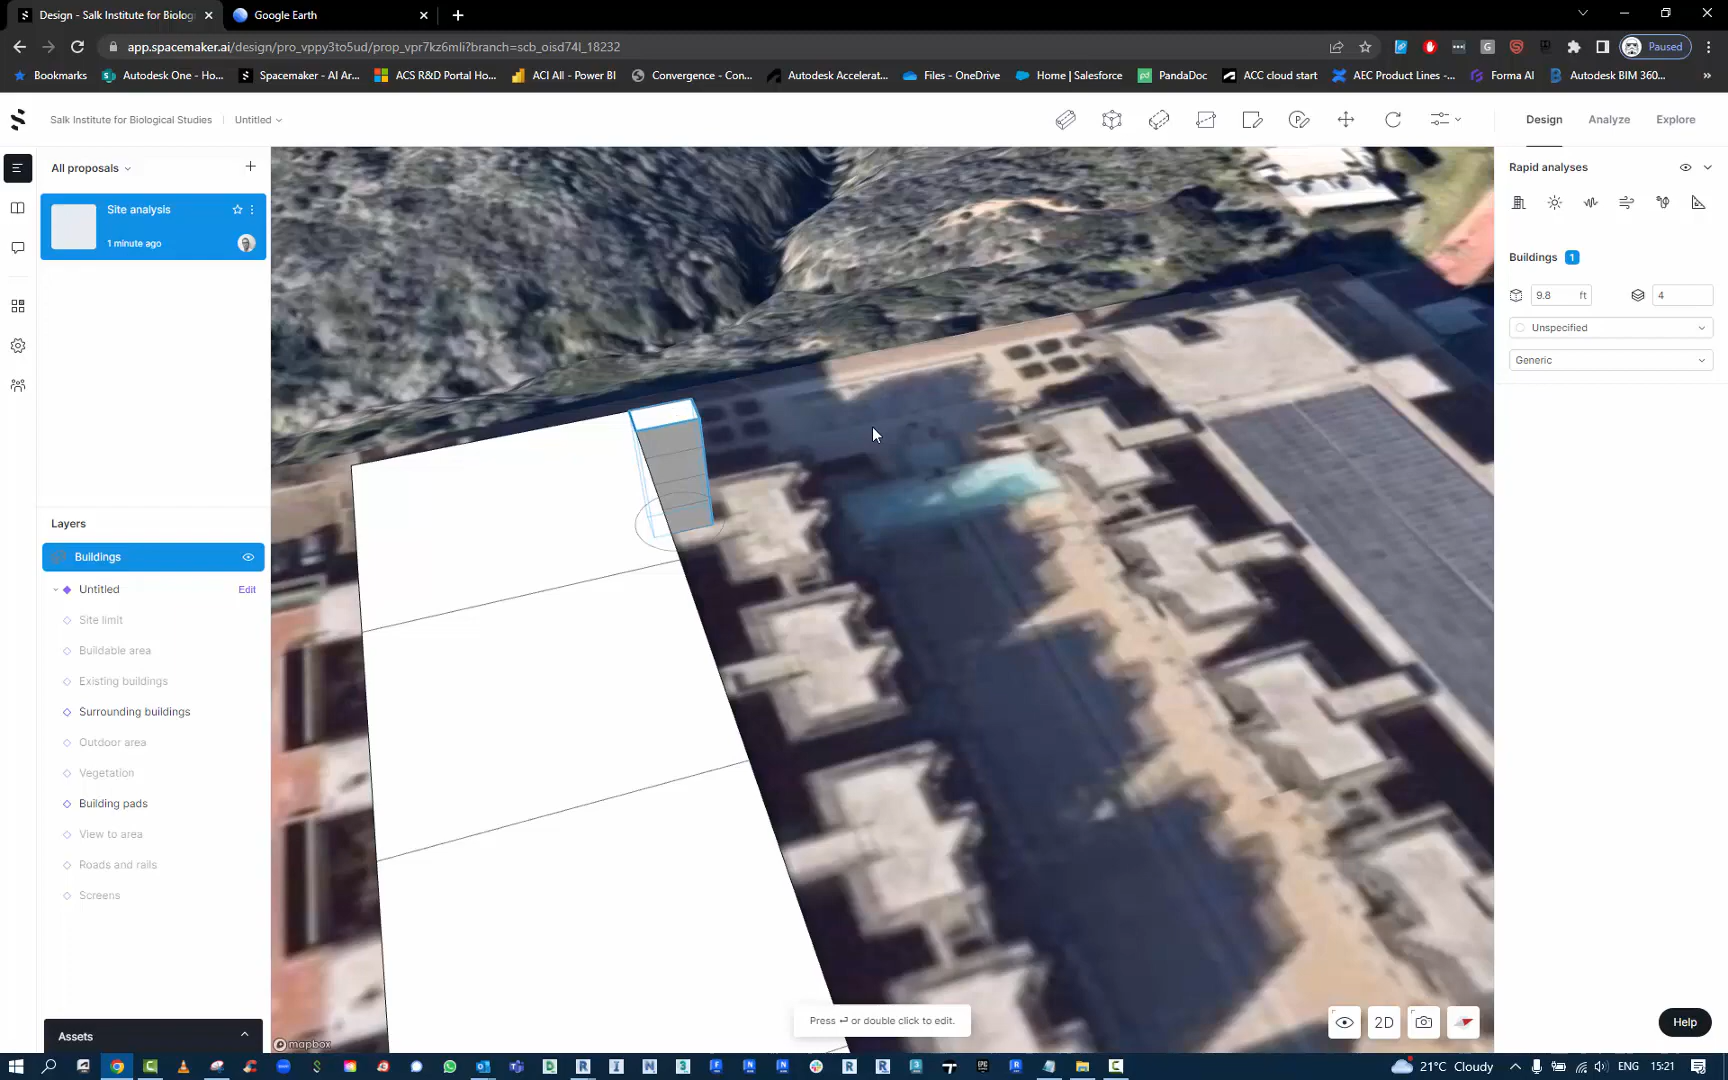 Design - Salk Institute for Biolog
Google Earth
app.spacemaker.ai/design/pro_vppy3to5ud/prop_vpr7kz6mli?branch=scb_oisd74l_18232
Paused
Bookmarks
Autodesk One - Ho...
Spacemaker - AI Ar...
ACS R&D Portal Ho...
ACI All - Power BI
Convergence - Con...
Autodesk Accelerat...
Files - OneDrive
Home | Salesforce
PandaDoc
ACC cloud start
AEC Product Lines -...
Forma AI
Autodesk BIM 360...
Salk Institute for Biological Studies
Untitled
Design
Analyze
Explore
All proposals
Site analysis
1 minute ago
Rapid analyses
Buildings 1
9.8 ft
4
Unspecified
Generic
Layers
Buildings
Untitled
Edit
Site limit
Buildable area
Existing buildings
Surrounding buildings
Outdoor area
Vegetation
Building pads
View to area
Roads and rails
Screens
Assets
Press ⏎ or double click to edit.
2D
Help
mapbox
21°C Cloudy
ENG
15:21